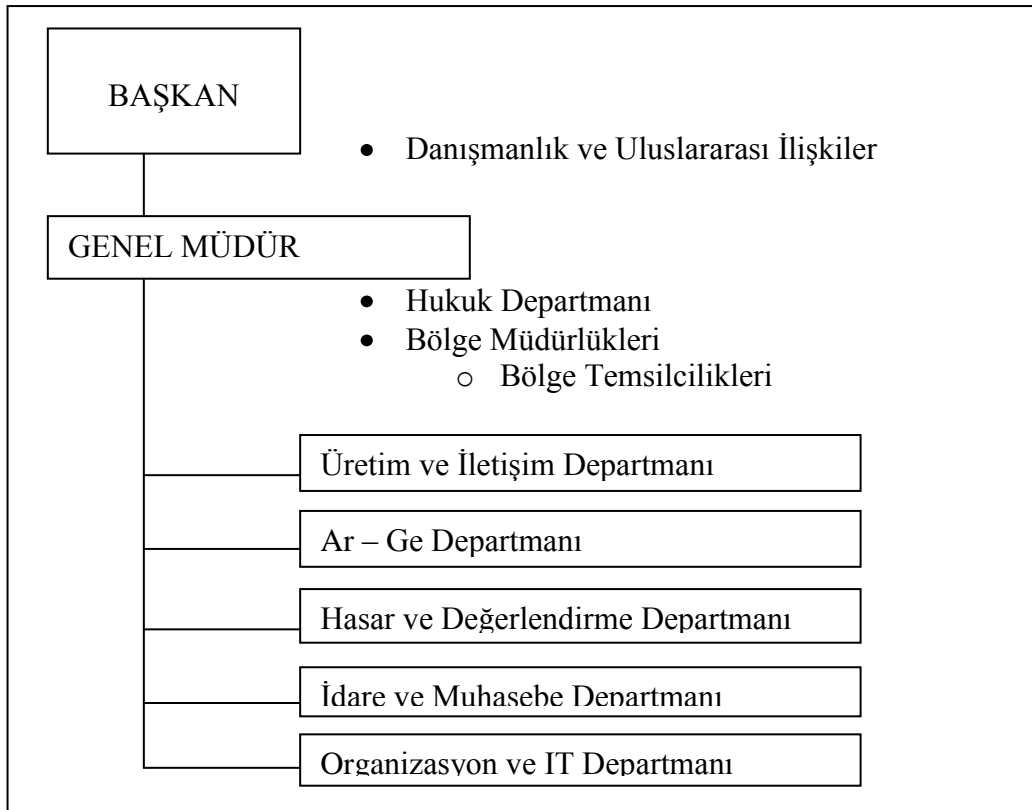 BAŞKAN
• Danışmanlık ve Uluslararası İlişkiler
GENEL MÜDÜR
• Hukuk Departmanı
• Bölge Müdürlükleri
o Bölge Temsilcilikleri
Üretim ve İletişim Departmanı
Ar – Ge Departmanı
Hasar ve Değerlendirme Departmanı
İdare ve Muhasebe Departmanı
Organizasyon ve IT Departmanı